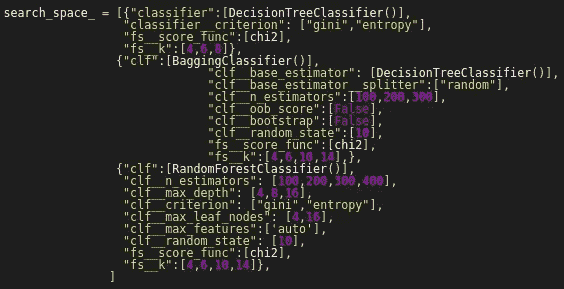 search_space_ = [{"classifier":[DecisionTreeClassifier()],
"classifier__criterion": ["gini","entropy"],
"fs__score_func":[chi2],
"fs__k":[4,6,8]},
{"clf":[BaggingClassifier()],
"clf__base_estimator": [DecisionTreeClassifier()],
"clf__base_estimator__splitter":["random"],
"clf__n_estimators":[100,200,300],
"clf__oob_score":[False],
"clf__bootstrap":[False],
"clf__random_state":[10],
"fs__score_func":[chi2],
"fs__k":[4,6,10,14],},
{"clf":[RandomForestClassifier()],
"clf__n_estimators": [100,200,300,400],
"clf__max_depth": [4,8,16],
"clf__criterion": ["gini","entropy"],
"clf__max_leaf_nodes": [4,16],
"clf__max_features":['auto'],
"clf__random_state": [10],
"fs__score_func":[chi2],
"fs__k":[4,6,10,14]},
]